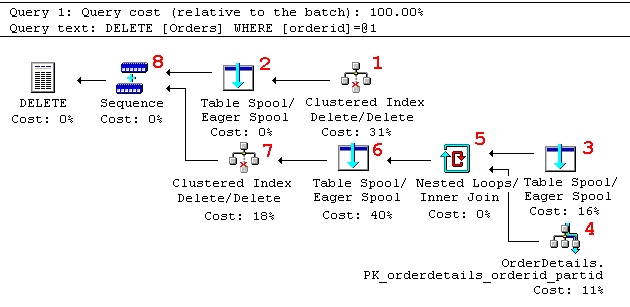 Query 1: Query cost (relative to the batch): 100.00%
Query text: DELETE [Orders] WHERE [orderid]=@1
8
2
1
DELETE
Cost: 0%
Sequence
Cost: 0%
Table Spool/
Eager Spool
Cost: 0%
Clustered Index
Delete/Delete
Cost: 31%
7
6
5
3
Clustered Index
Delete/Delete
Cost: 18%
Table Spool/
Eager Spool
Cost: 40%
Nested Loops/
Inner Join
Cost: 0%
Table Spool/
Eager Spool
Cost: 16%
4
OrderDetails.
PK_orderdetails_orderid_partid
Cost: 11%